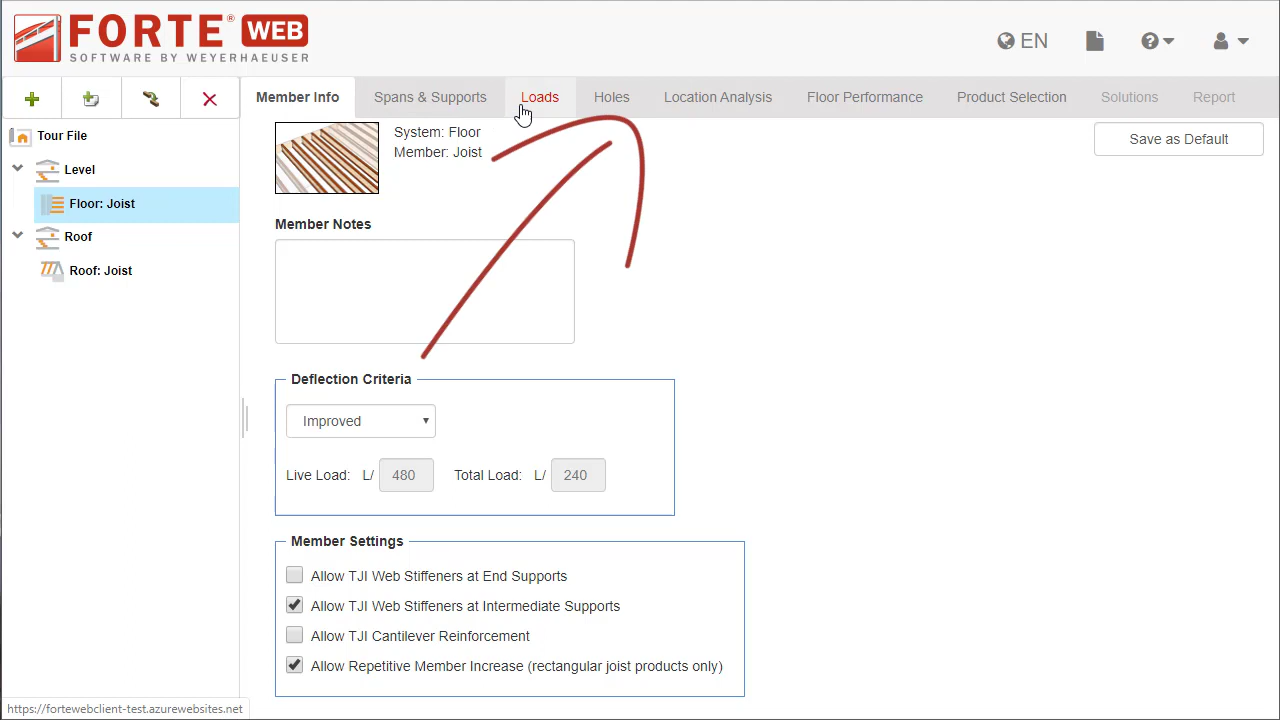 FORTE® WEB
SOFTWARE BY WEYERHAEUSER
EN
Member Info Spans & Supports Loads Holes Location Analysis Floor Performance Product Selection Solutions Report
Tour File
Level
Floor: Joist
Roof
Roof: Joist
System: Floor
Member: Joist
Save as Default
Member Notes
Deflection Criteria
Improved
Live Load: L/ 480 Total Load: L/ 240
Member Settings
Allow TJI Web Stiffeners at End Supports
Allow TJI Web Stiffeners at Intermediate Supports
Allow TJI Cantilever Reinforcement
Allow Repetitive Member Increase (rectangular joist products only)
https://fortewebclient-test.azurewebsites.net